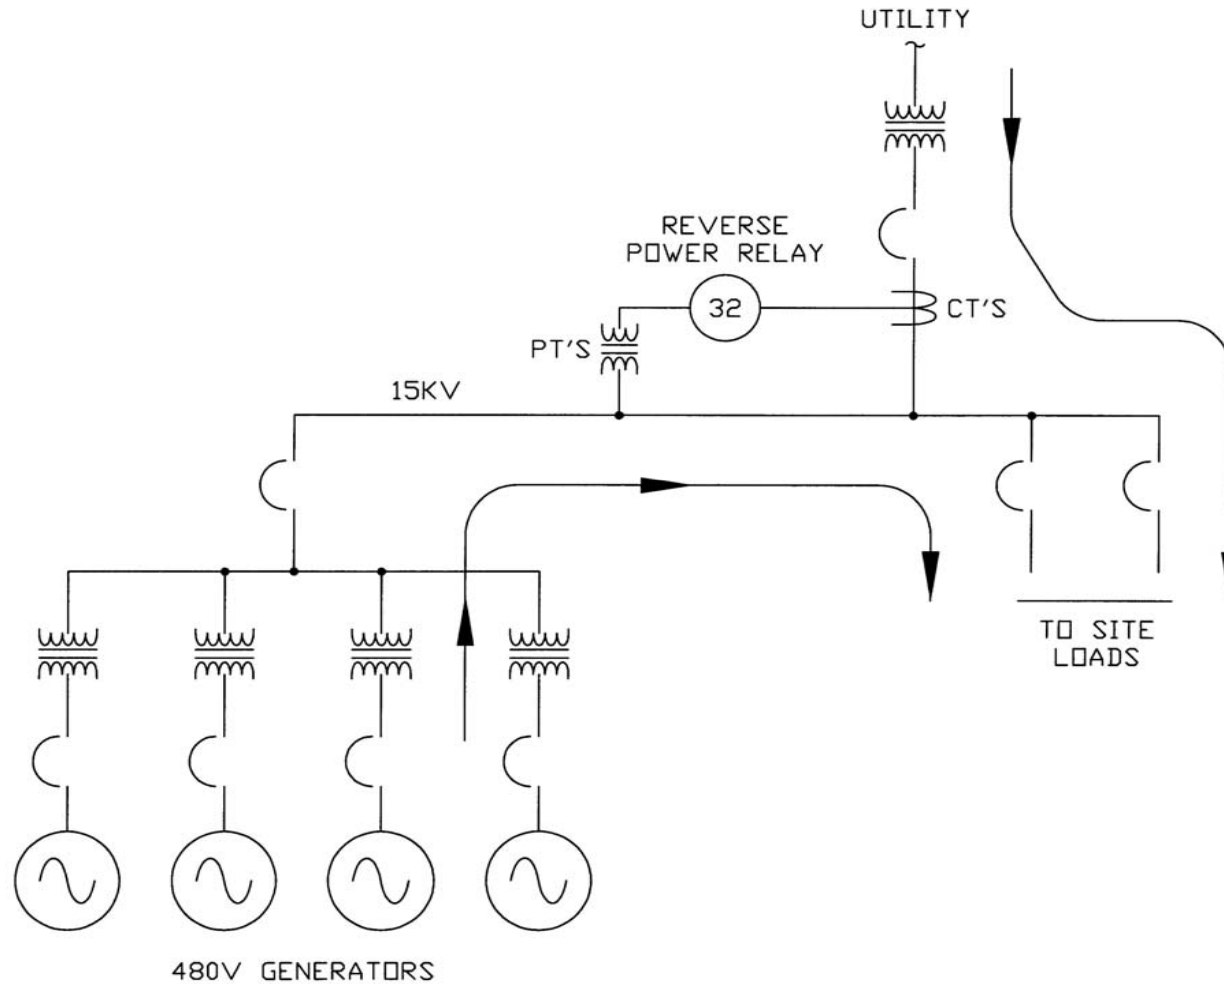 UTILITY
REVERSE
POWER RELAY
32
CT'S
PT'S
15KV
TO SITE
LOADS
480V GENERATORS